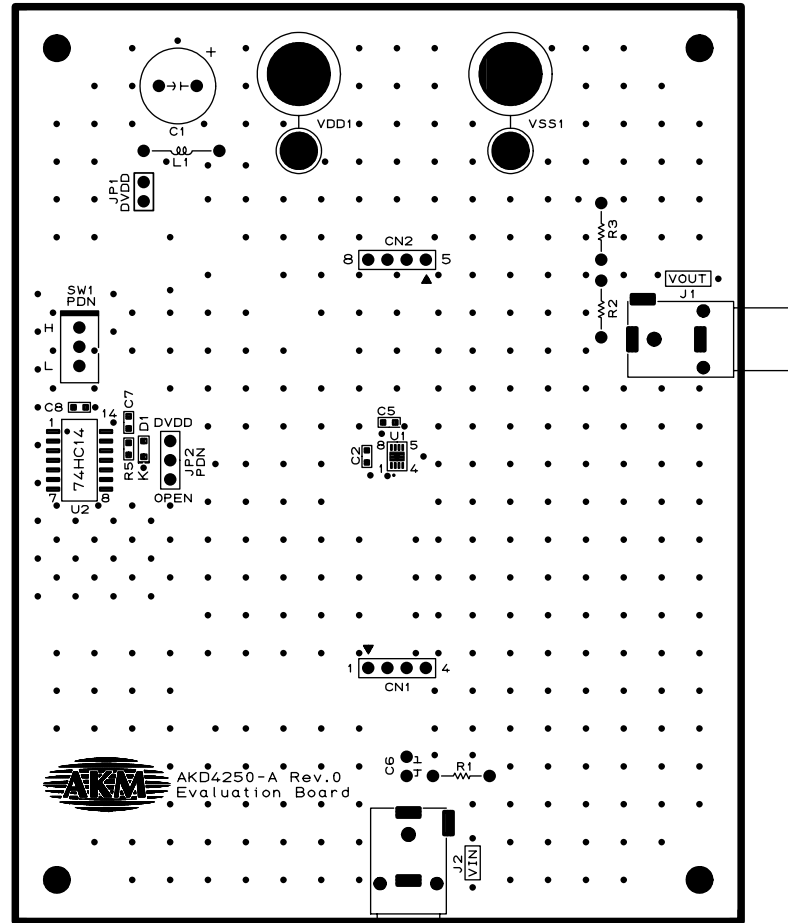 +
C1
VDD1
VSS1
L1
JP1
DVDD
R3
CN2
8
5
VOUT
J1
R2
SW1
PDN
H
L
C8
14
C7
D1
DVDD
1
74HC14
R5
K
JP2
PDN
7
8
U2
OPEN
C5
U1
8
5
C2
1
4
1
4
CN1
C6
R1
AKM
AKD4250-A Rev.0
Evaluation Board
J2
VIN